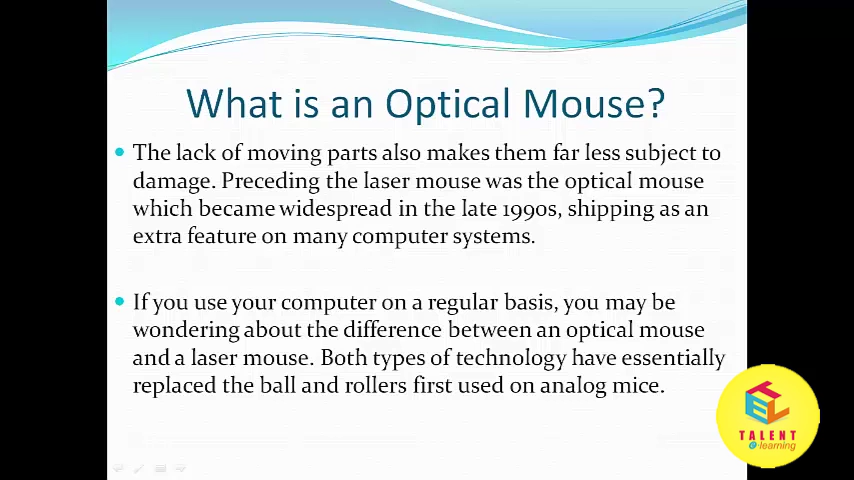 What is an Optical Mouse?
The lack of moving parts also makes them far less subject to
damage. Preceding the laser mouse was the optical mouse
which became widespread in the late 1990s, shipping as an
extra feature on many computer systems.
If you use your computer on a regular basis, you may be
wondering about the difference between an optical mouse
and a laser mouse. Both types of technology have essentially
replaced the ball and rollers first used on analog mice.
TEL
TALENT
e learning